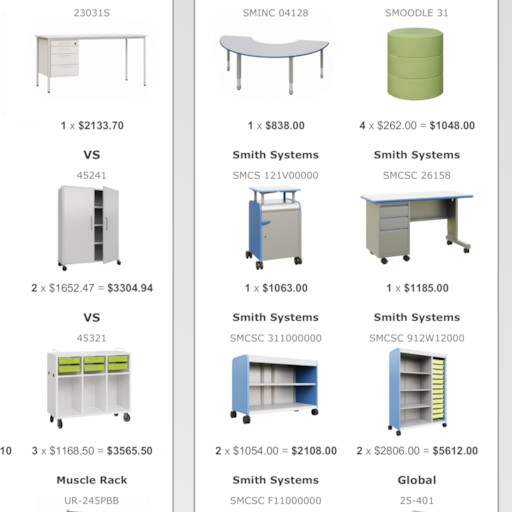 23031S
1 x $2133.70
VS
45241
2 x $1652.47 = $3304.94
VS
45321
10
3 x $1168.50 = $3565.50
Muscle Rack
UR-245PBB
SMINC 04128
SMOODLE 31
1 x $838.00
4 x $262.00 = $1048.00
Smith Systems
Smith Systems
SMCS 121V00000
SMCSC 26158
1 x $1063.00
1 x $1185.00
Smith Systems
Smith Systems
SMCSC 311000000
SMCSC 912W12000
2 x $1054.00 = $2108.00
2 x $2806.00 = $5612.00
Smith Systems
Global
SMCSC F11000000
25-401